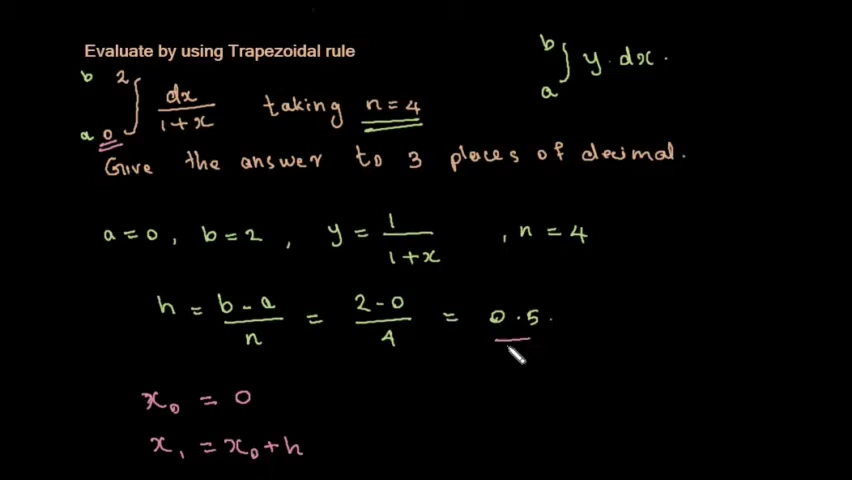 Evaluate by using Trapezoidal rule
b
∫ y.dx.
a
b 2
∫ dx/(1+x) taking n=4
a 0
Give the answer to 3 places of decimal.
a=0, b=2, y = 1/(1+x) , n=4
h = (b-a)/n = (2-0)/4 = 0.5.
x₀ = 0
x₁ = x₀+h